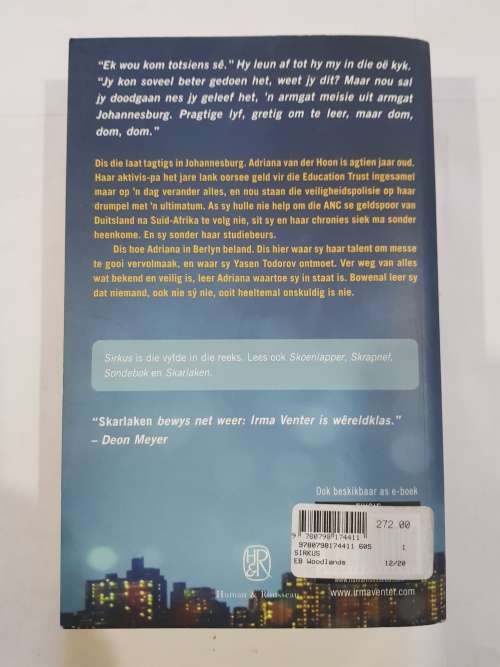 “Ek wou kom totsiens sê.” Hy leun af tot hy my in die oë kyk.
“Jy kon soveel beter gedoen het, weet jy dit? Maar nou sal
jy doodgaan nes jy geleef het, 'n armgat meisie uit armgat
Johannesburg. Pragtige lyf, gretig om te leer, maar dom,
dom, dom.”
Dis die laat tagtigs in Johannesburg. Adriana van der Hoon is agtien jaar oud.
Haar aktivis-pa het jare lank oorsee geld vir die Education Trust ingesamel
maar op 'n dag verander alles, en nou staan die veiligheidspolisie op haar
drumpel met 'n ultimatum. As sy hulle nie help om die ANC se geldspoor van
Duitsland na Suid-Afrika te volg nie, sit sy en haar chronies siek ma sonder
heenkome. En sy sonder haar studiebeurs.
Dis hoe Adriana in Berlyn beland. Dis hier waar sy haar talent om messe
te gooi vervolmaak, en waar sy Yasen Todorov ontmoet. Ver weg van alles
wat bekend en veilig is, leer Adriana waartoe sy in staat is. Bowenal leer sy
dat niemand, ook nie sý nie, ooit heeltemal onskuldig is nie.
Sirkus is die vyfde in die reeks. Lees ook Skoenlapper, Skrapnel,
Sondebok en Skarlaken.
“Skarlaken bewys net weer: Irma Venter is wêreldklas.”
– Deon Meyer
Ook beskikbaar as e-boek
9 780798 174411
272.00
9780798174411 605 1
SIRKUS
EB Woodlands 12/20
H&R
Human & Rousseau
www.irmaventer.com